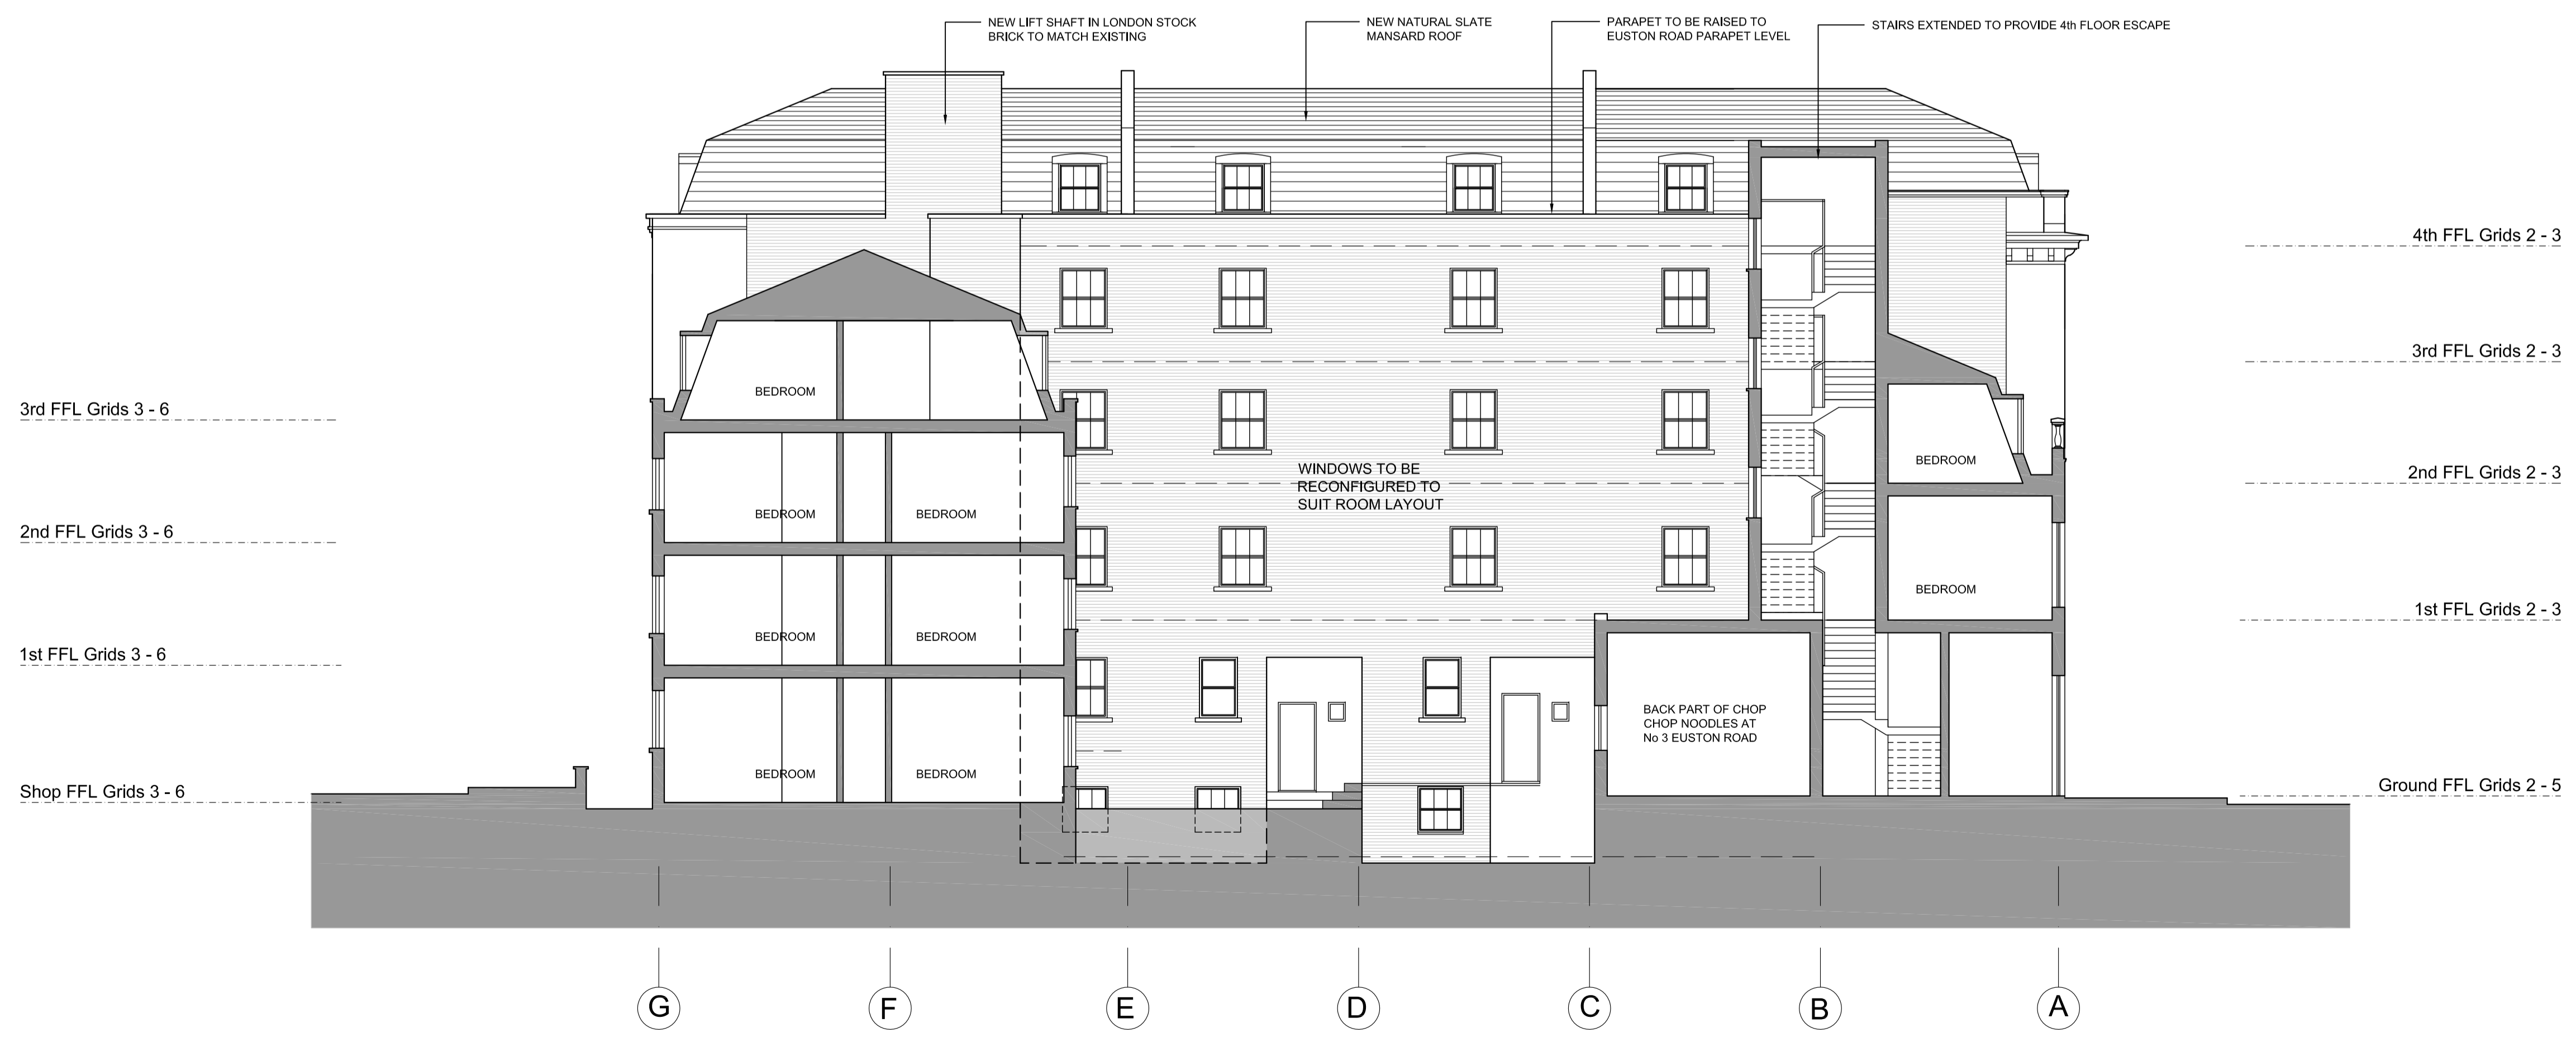 NEW LIFT SHAFT IN LONDON STOCK
BRICK TO MATCH EXISTING
NEW NATURAL SLATE
MANSARD ROOF
PARAPET TO BE RAISED TO
EUSTON ROAD PARAPET LEVEL
STAIRS EXTENDED TO PROVIDE 4th FLOOR ESCAPE
4th FFL Grids 2 - 3
3rd FFL Grids 2 - 3
2nd FFL Grids 2 - 3
1st FFL Grids 2 - 3
Ground FFL Grids 2 - 5
3rd FFL Grids 3 - 6
2nd FFL Grids 3 - 6
1st FFL Grids 3 - 6
Shop FFL Grids 3 - 6
BEDROOM
BEDROOM
BEDROOM
BEDROOM
BEDROOM
BEDROOM
BEDROOM
WINDOWS TO BE
RECONFIGURED TO
SUIT ROOM LAYOUT
BEDROOM
BEDROOM
BACK PART OF CHOP
CHOP NOODLES AT
No 3 EUSTON ROAD
G
F
E
D
C
B
A